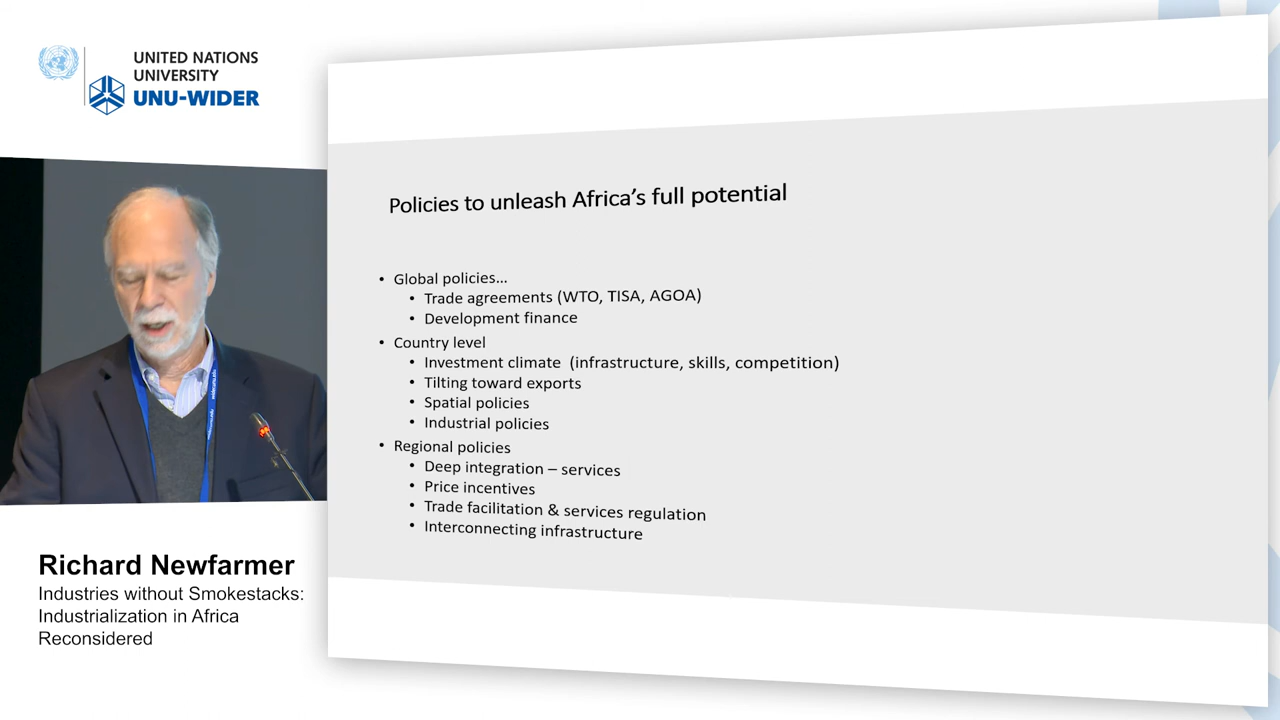 UNITED NATIONS
UNIVERSITY
UNU-WIDER
Policies to unleash Africa's full potential
• Global policies...
• Trade agreements (WTO, TISA, AGOA)
• Development finance
• Country level
• Investment climate (infrastructure, skills, competition)
• Tilting toward exports
• Spatial policies
• Industrial policies
• Regional policies
• Deep integration – services
• Price incentives
• Trade facilitation & services regulation
• Interconnecting infrastructure
Richard Newfarmer
Industries without Smokestacks:
Industrialization in Africa
Reconsidered